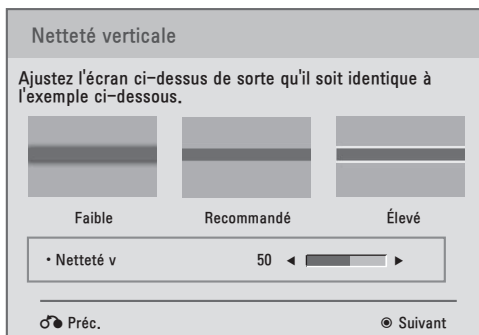 Netteté verticale
Ajustez l'écran ci-dessus de sorte qu'il soit identique à
l'exemple ci-dessous.
Faible Recommandé Élevé
• Netteté v 50 ◄ ►
Préc. ◉ Suivant